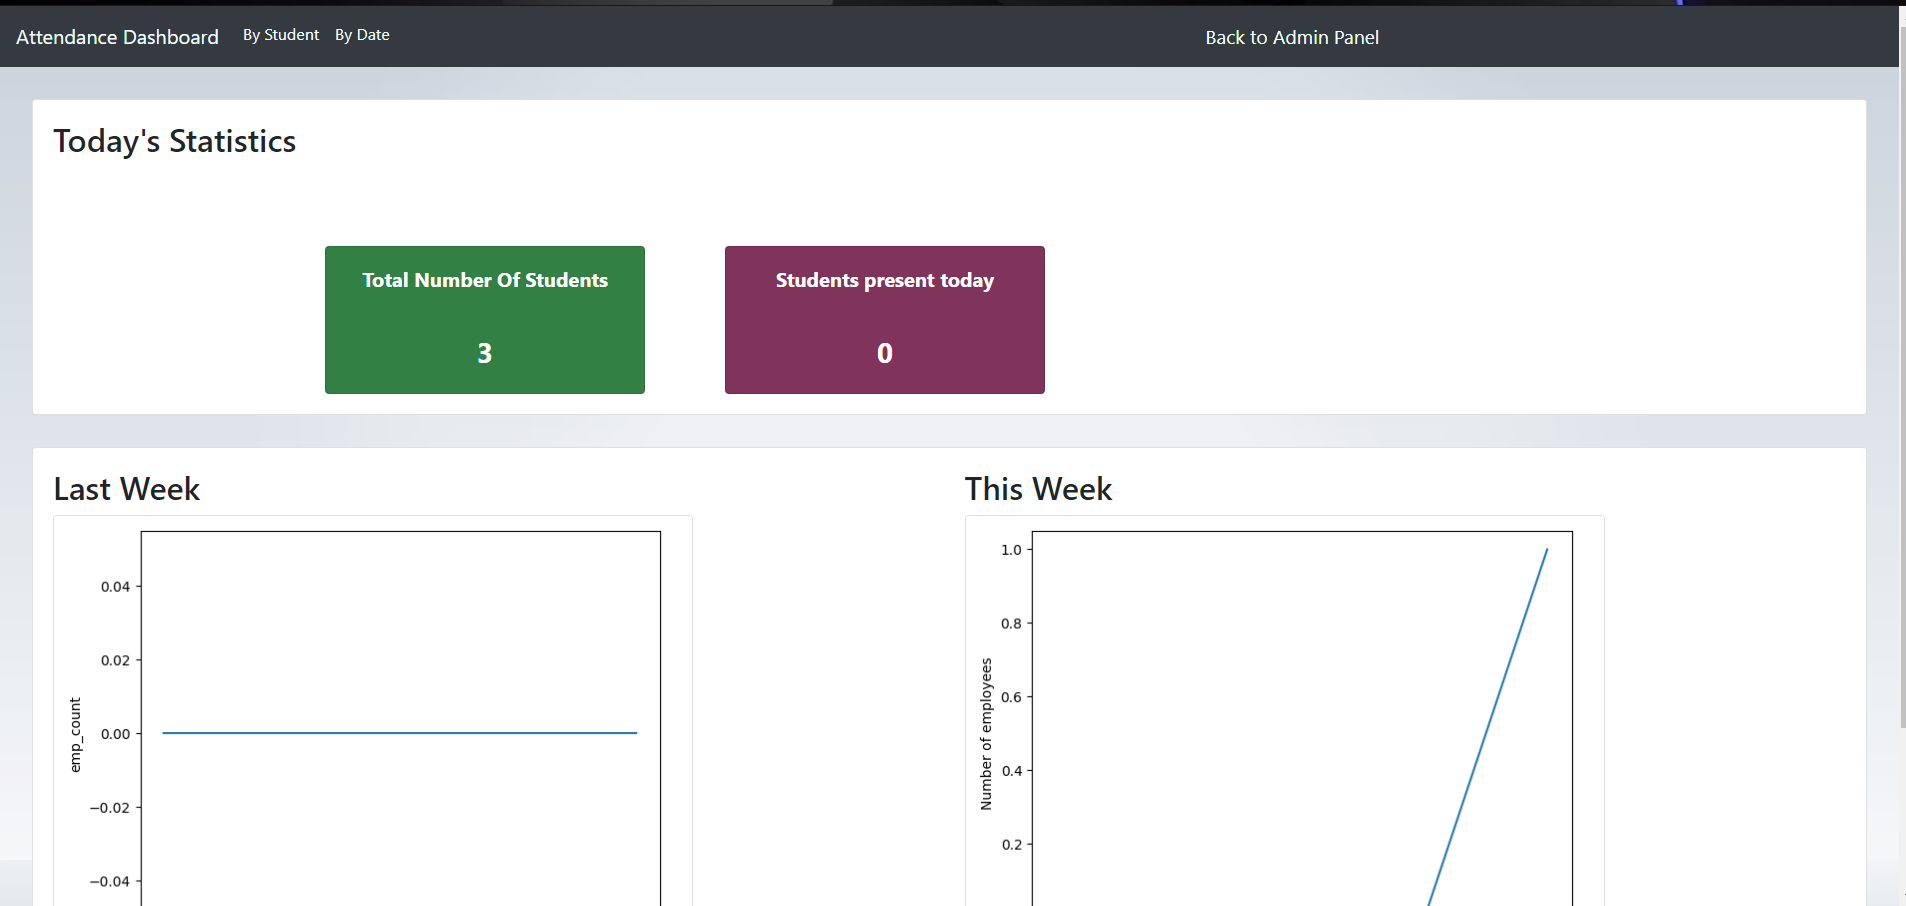 Attendance Dashboard By Student By Date Back to Admin Panel
Today's Statistics
Total Number Of Students
3
Students present today
0
Last Week
emp_count
0.04
0.02
0.00
−0.02
−0.04
This Week
Number of employees
1.0
0.8
0.6
0.4
0.2